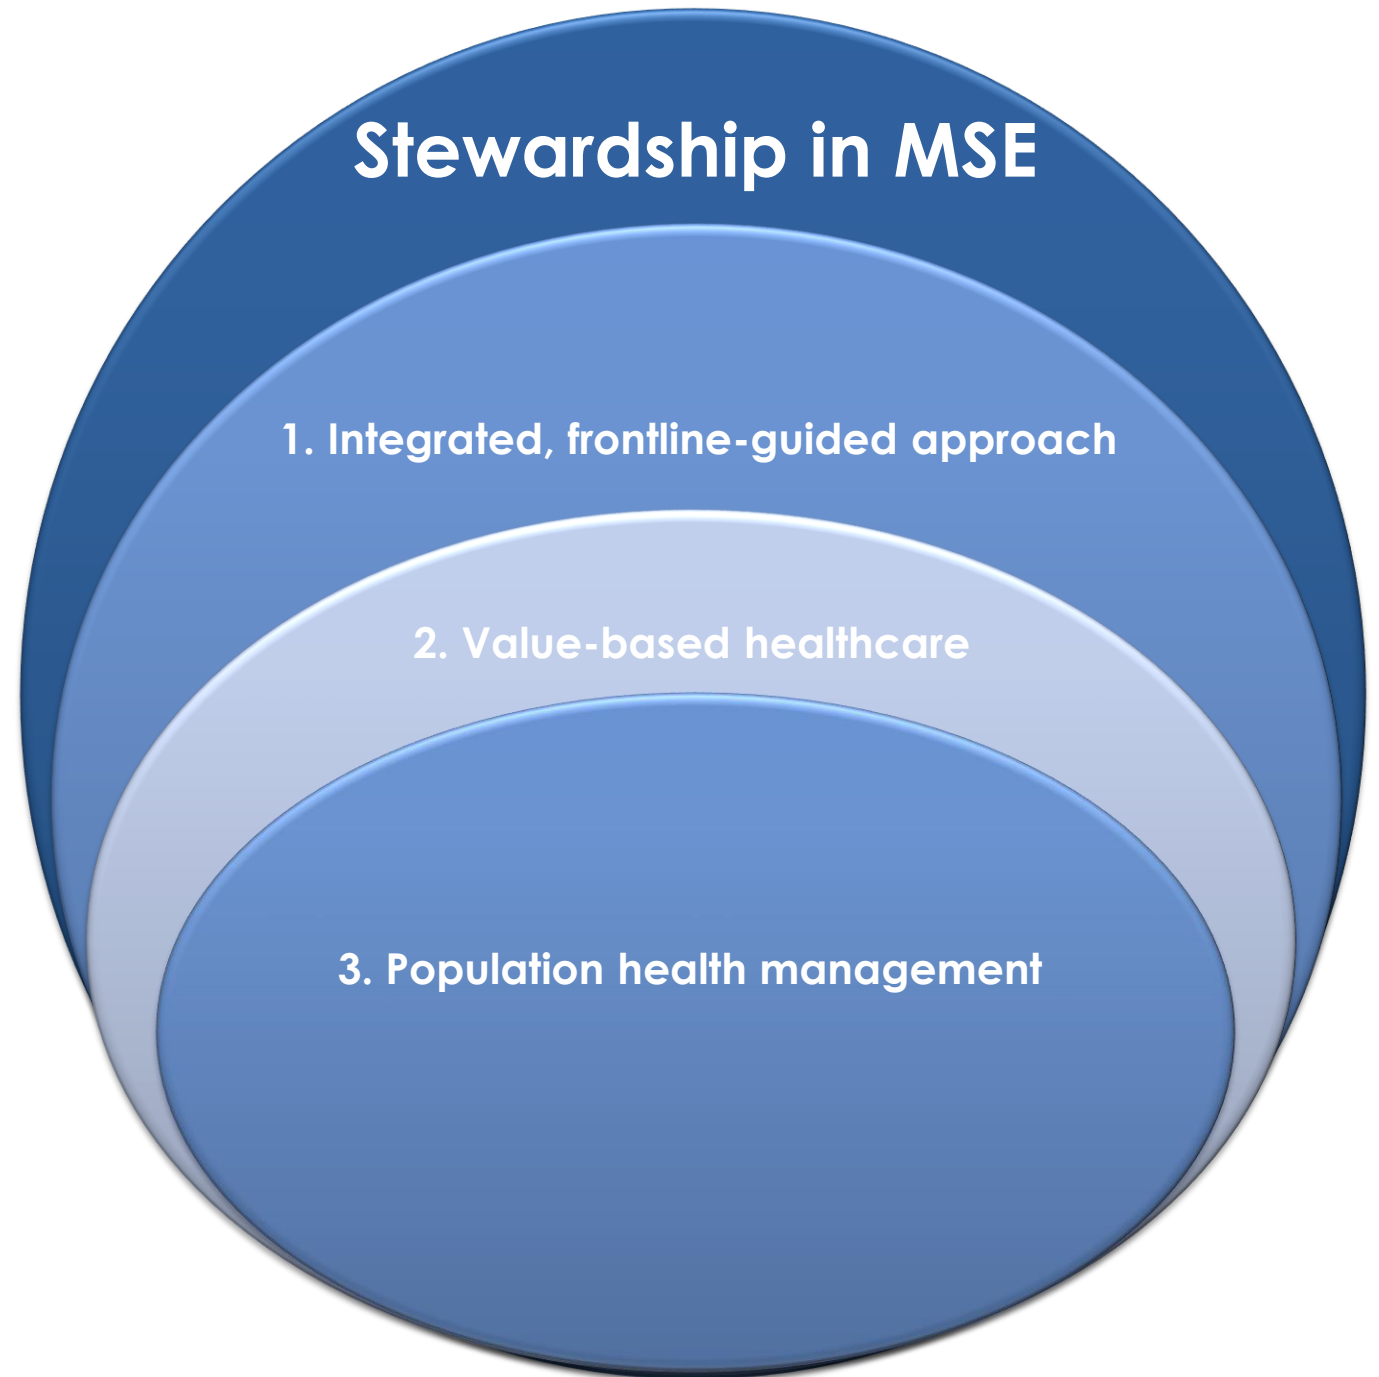 Stewardship in MSE
1. Integrated, frontline-guided approach
2. Value-based healthcare
3. Population health management